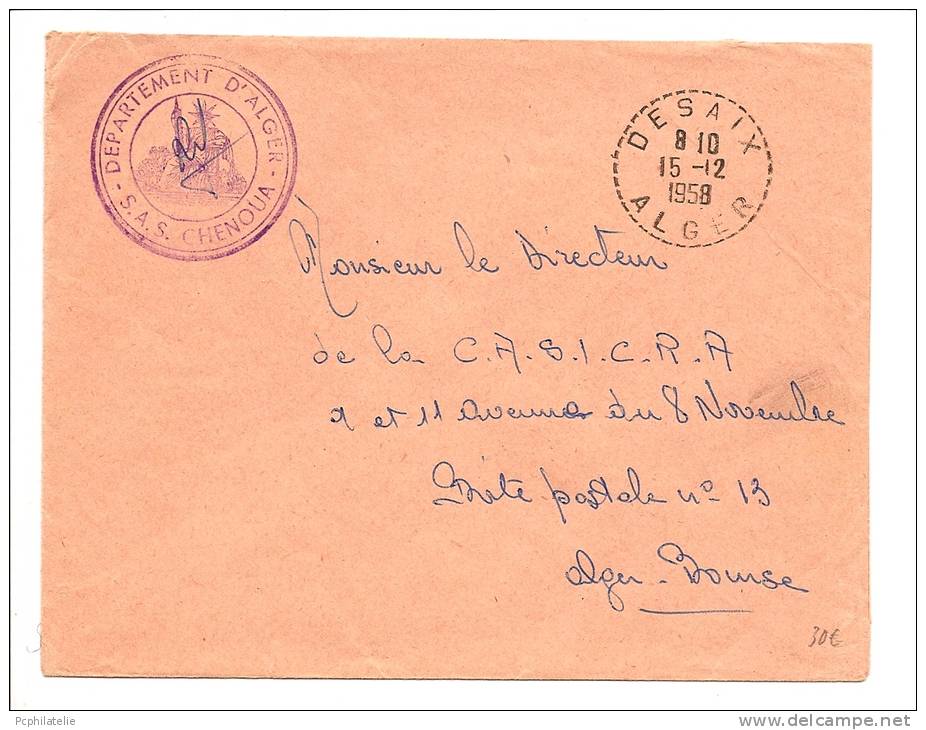 DEPARTEMENT D'ALGER
- S.A.S. CHENOUA -
DESAIX
8 10
15 -12
1958
ALGER
Monsieur le Directeur
de la C.A.S.I.C.R.A
9 et 11 avenue du 8 Novembre
Boîte postale n° 13
Alger-Bourse
30€
Pcphilatelie
www.delcampe.net